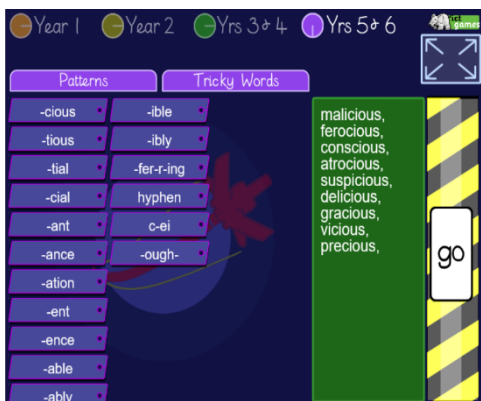 Year 1 Year 2 Yrs 3 & 4 Yrs 5 & 6
games
Patterns Tricky Words
-cious
-tious
-tial
-cial
-ant
-ance
-ation
-ent
-ence
-able
-ably
-ible
-ibly
-fer-r-ing
hyphen
c-ei
-ough-
malicious,
ferocious,
conscious,
atrocious,
suspicious,
delicious,
gracious,
vicious,
precious,
go